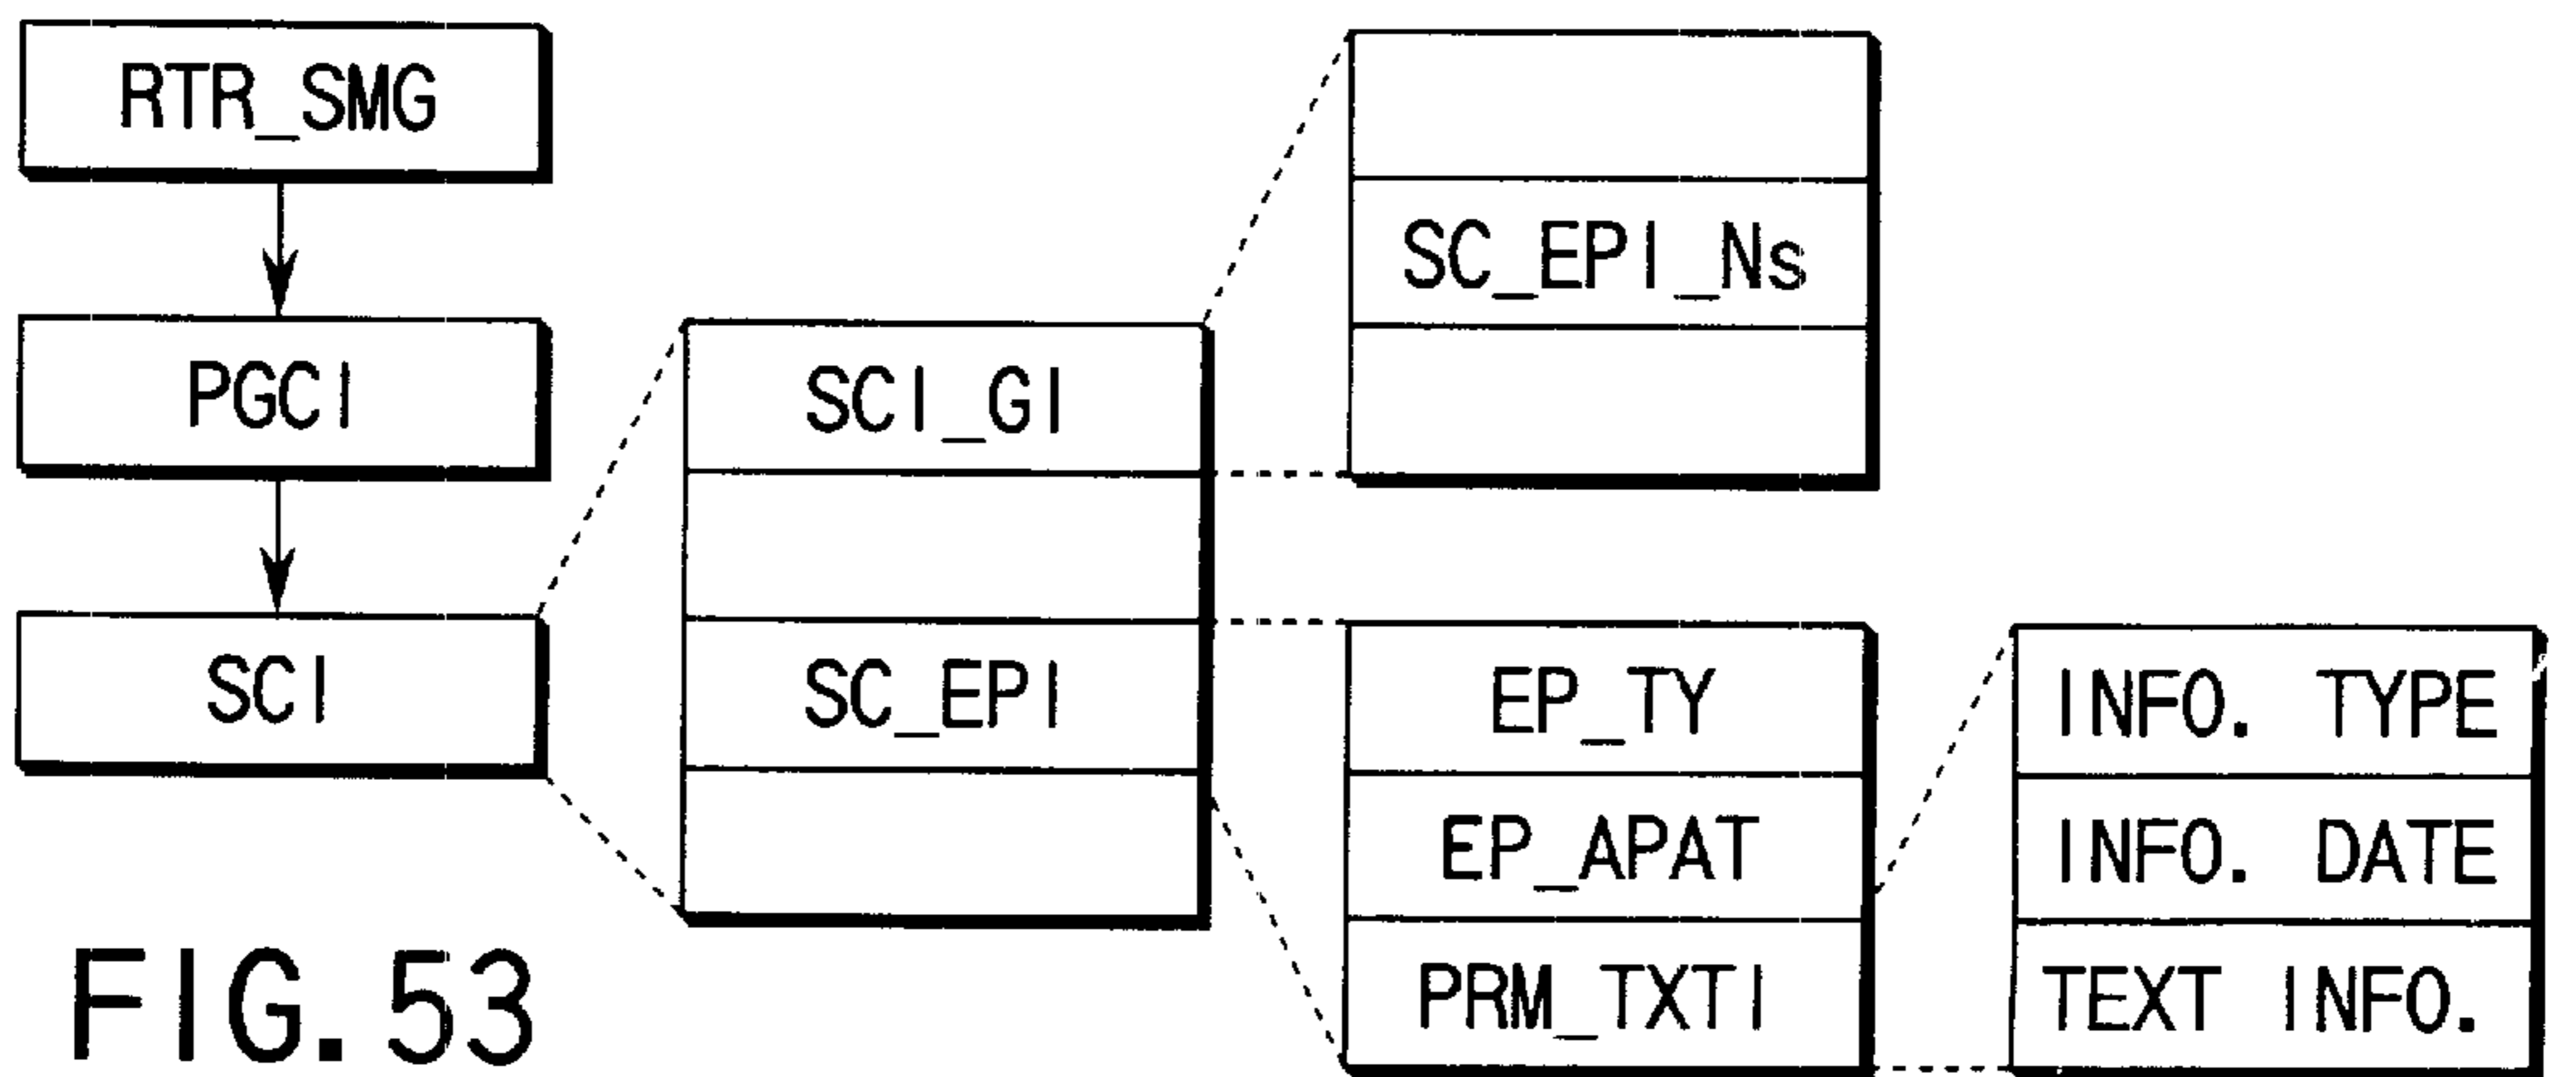 RTR_SMG
PGCI
SCI
SCI_GI
SC_EPI
SC_EPI_Ns
EP_TY
EP_APAT
PRM_TXTI
INFO. TYPE
INFO. DATE
TEXT INFO.
FIG. 53